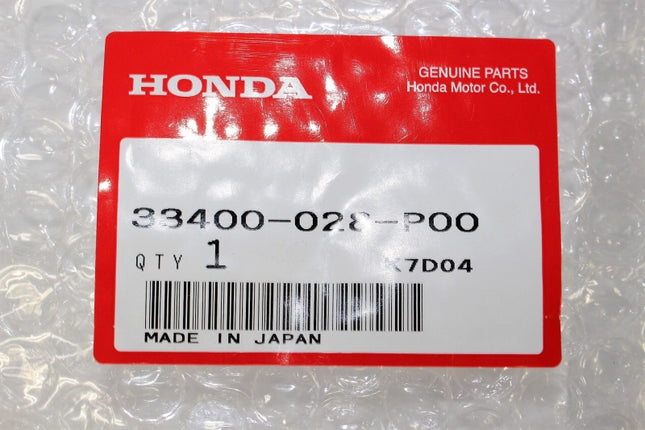 HONDA
GENUINE PARTS
Honda Motor Co., Ltd.
33400-028-P00
QTY 1
K7D04
MADE IN JAPAN